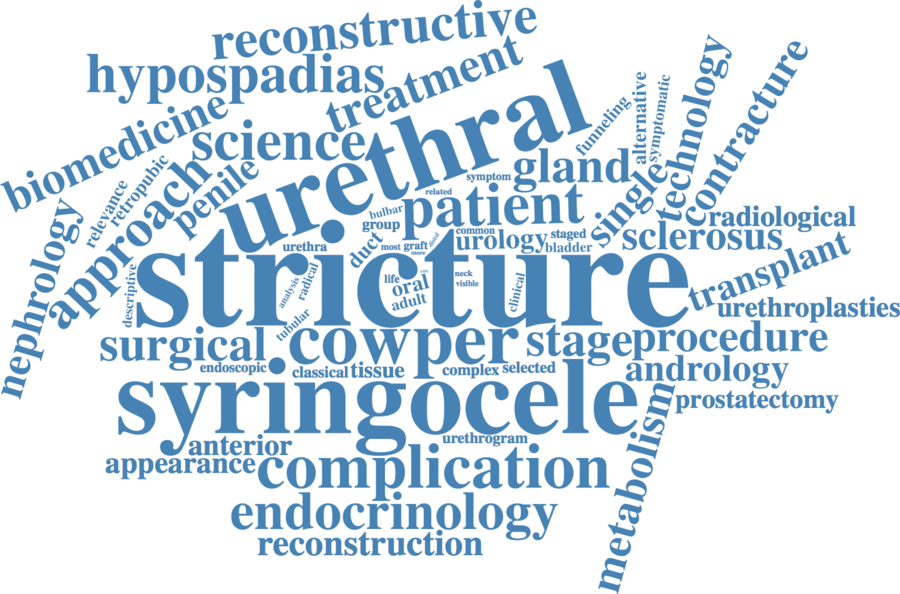 reconstructive
hypospadias
treatment
biomedicine
science
urethral
funneling
alternative
symptomatic
technology
contracture
relevance
retropubic
approach
penile
gland
single
symptom
related
patient
bulbar
group
nephrology
radiological
sclerosus
urethra
duct
most
graft
more
common
urology
staged
bladder
transplant
descriptive
stricture
analysis
radical
life
oral
adult
neck
visible
clinical
urethroplasties
tubular
surgical
cowper
stage
procedure
endoscopic
classical
tissue
complex
selected
andrology
syringocele
prostatectomy
metabolism
anterior
urethrogram
appearance
complication
endocrinology
reconstruction